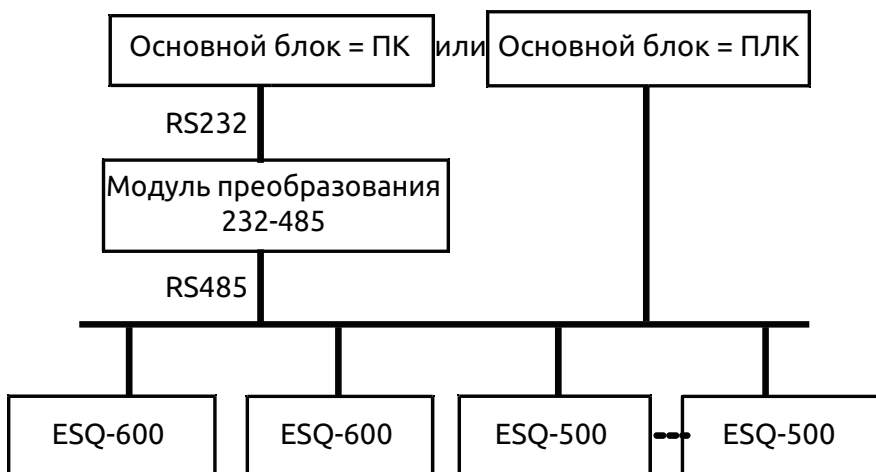 Основной блок = ПК или Основной блок = ПЛК
RS232
Модуль преобразования
232-485
RS485
ESQ-600 ESQ-600 ESQ-500 ESQ-500